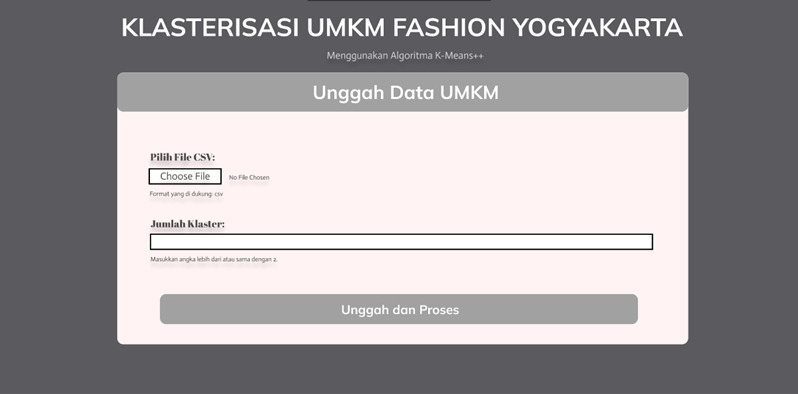 KLASTERISASI UMKM FASHION YOGYAKARTA
Menggunakan Algoritma K-Means++
Unggah Data UMKM
Pilih File CSV:
Choose File No File Chosen
Format yang di dukung: csv
Jumlah Klaster:
Masukkan angka lebih dari atau sama dengan 2.
Unggah dan Proses